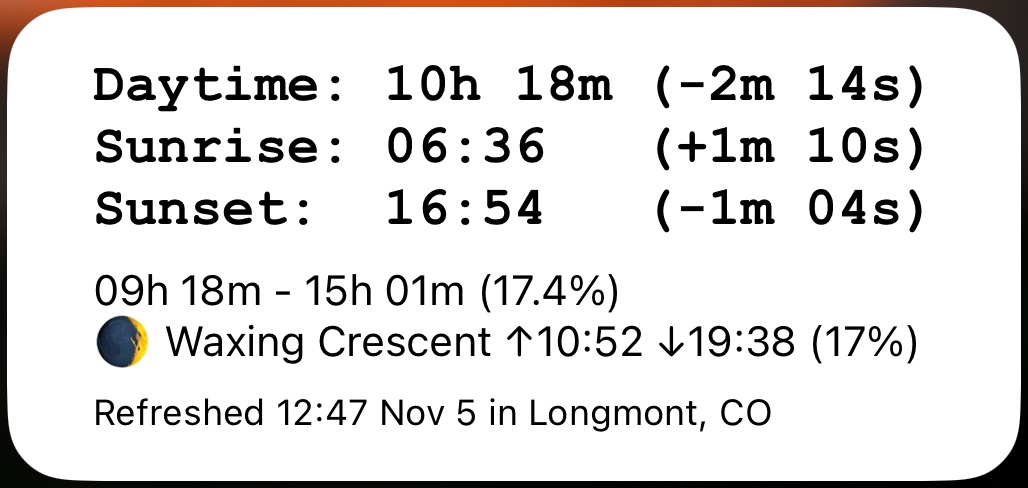 Daytime: 10h 18m (-2m 14s)
Sunrise: 06:36 (+1m 10s)
Sunset: 16:54 (-1m 04s)
09h 18m - 15h 01m (17.4%)
🌒 Waxing Crescent ↑10:52 ↓19:38 (17%)
Refreshed 12:47 Nov 5 in Longmont, CO